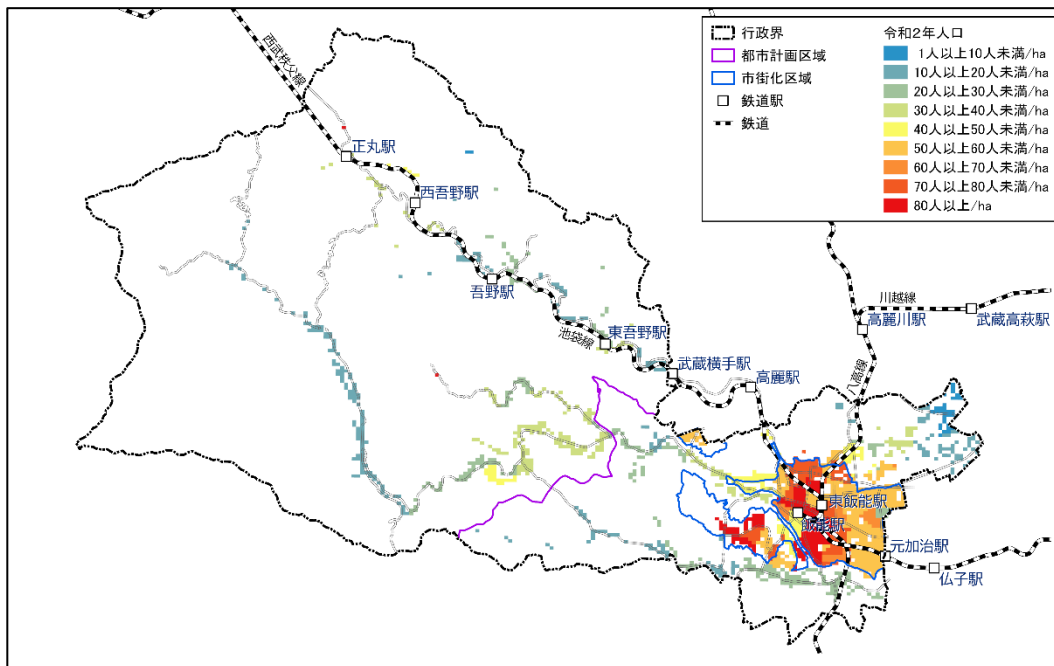 行政界
都市計画区域
市街化区域
鉄道駅
鉄道
令和2年人口
1人以上10人未満/ha
10人以上20人未満/ha
20人以上30人未満/ha
30人以上40人未満/ha
40人以上50人未満/ha
50人以上60人未満/ha
60人以上70人未満/ha
70人以上80人未満/ha
80人以上/ha
西武秩父線
正丸駅
西吾野駅
吾野駅
池袋線
東吾野駅
武蔵横手駅
高麗駅
八高線
川越線
高麗川駅
武蔵高萩駅
東飯能駅
飯能駅
元加治駅
仏子駅